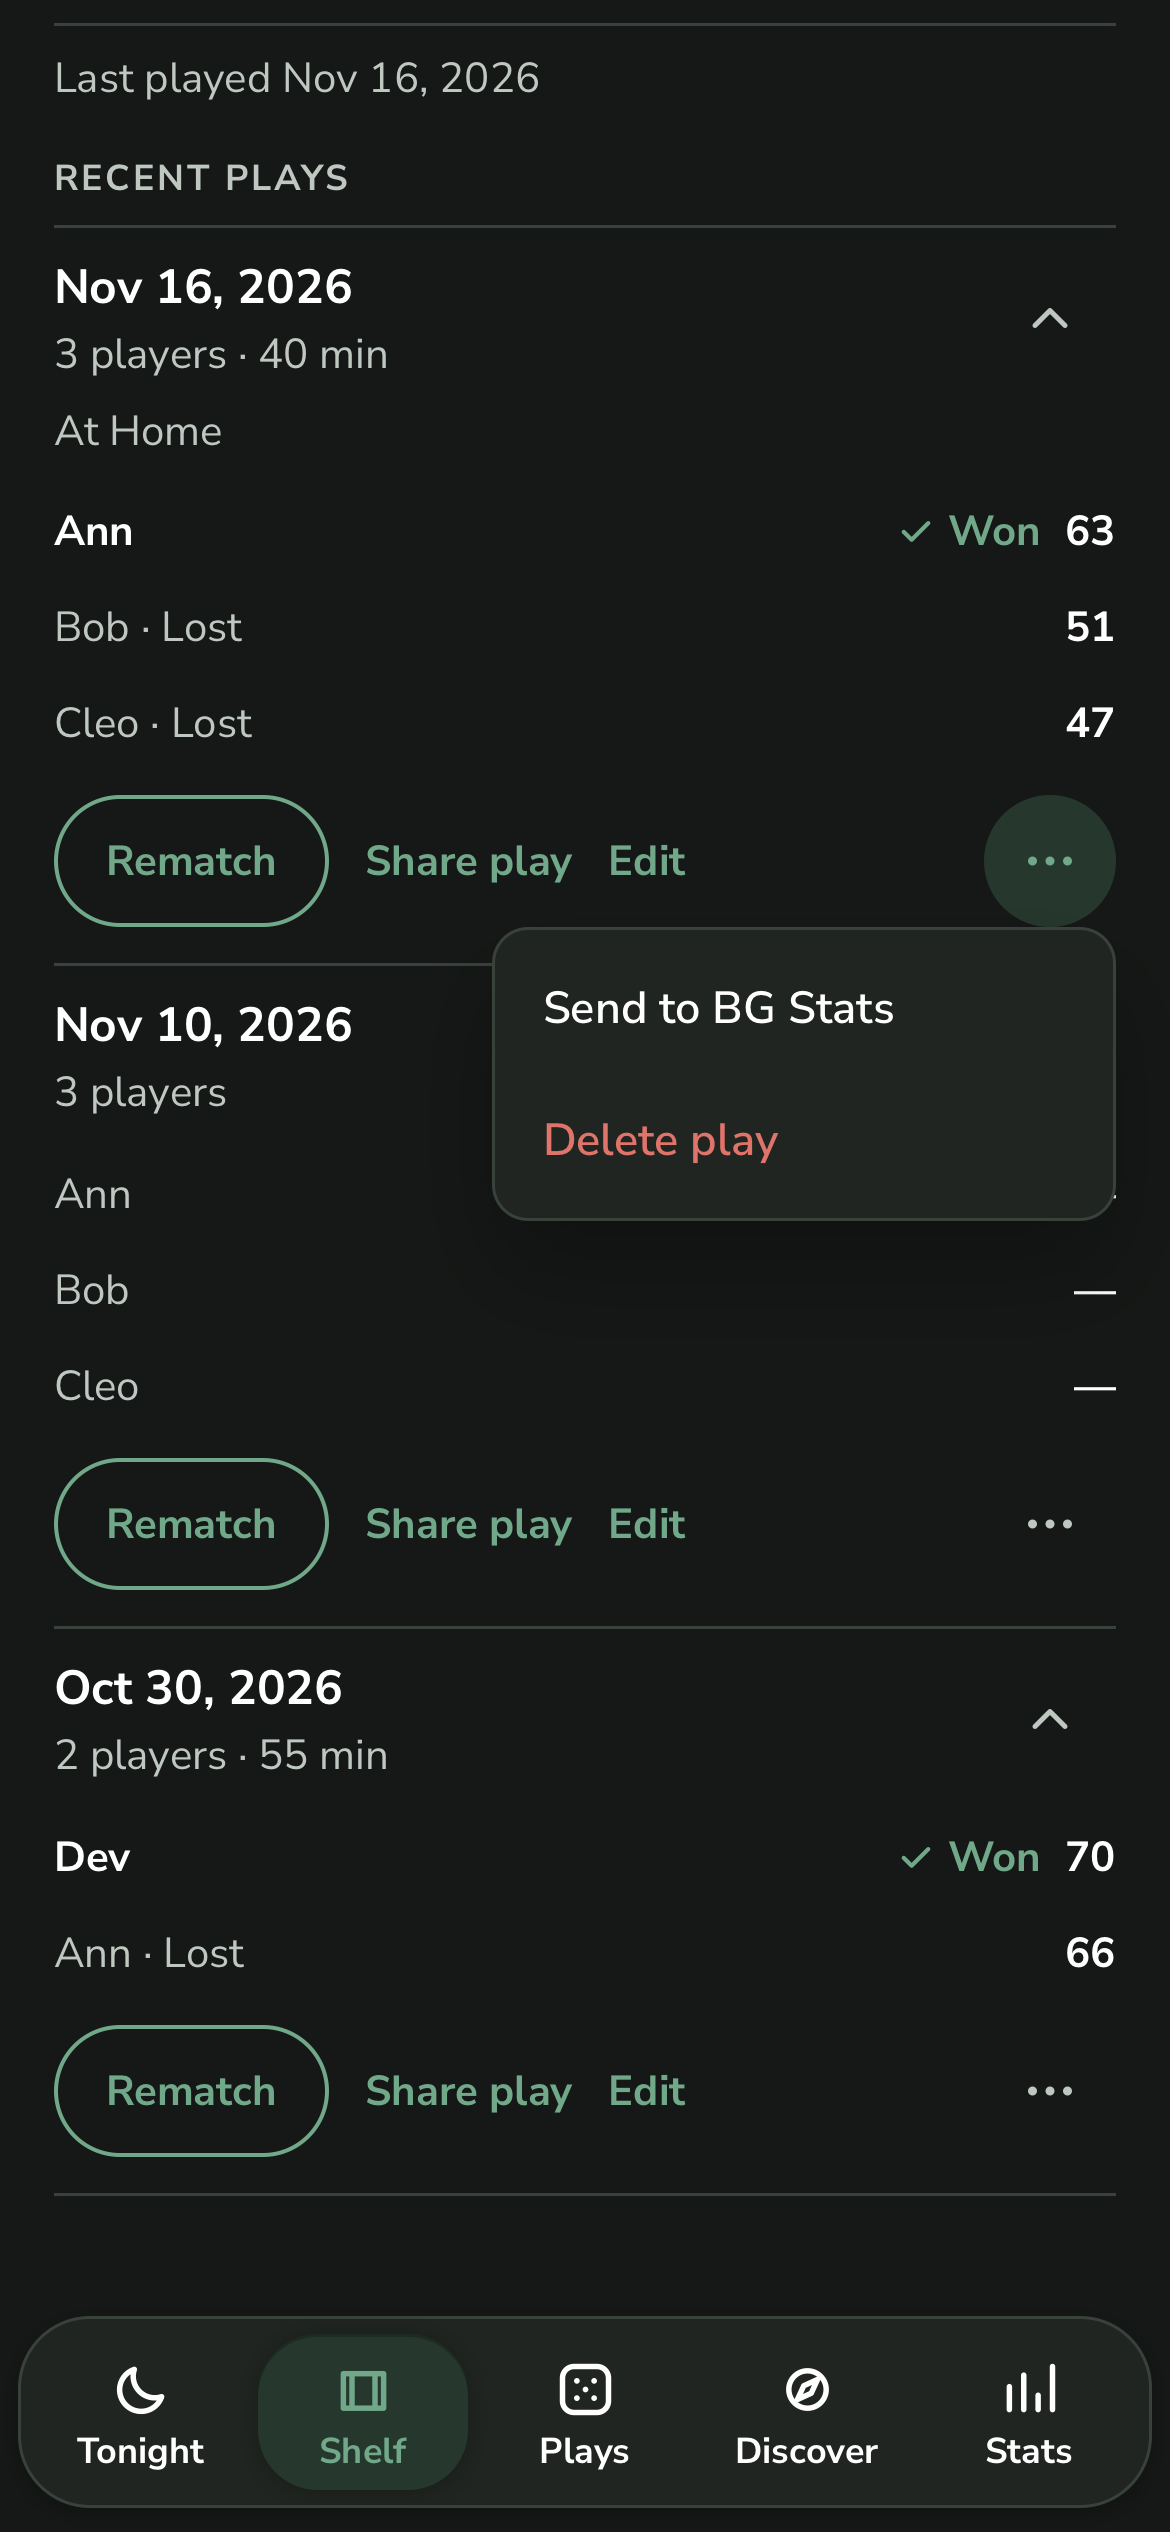 Last played Nov 16, 2026
RECENT PLAYS
Nov 16, 2026
3 players · 40 min
At Home
Ann ✓ Won 63
Bob · Lost 51
Cleo · Lost 47
Rematch Share play Edit ...
Send to BG Stats
Delete play
Nov 10, 2026
3 players
Ann
Bob —
Cleo —
Rematch Share play Edit ...
Oct 30, 2026
2 players · 55 min
Dev ✓ Won 70
Ann · Lost 66
Rematch Share play Edit ...
Tonight Shelf Plays Discover Stats